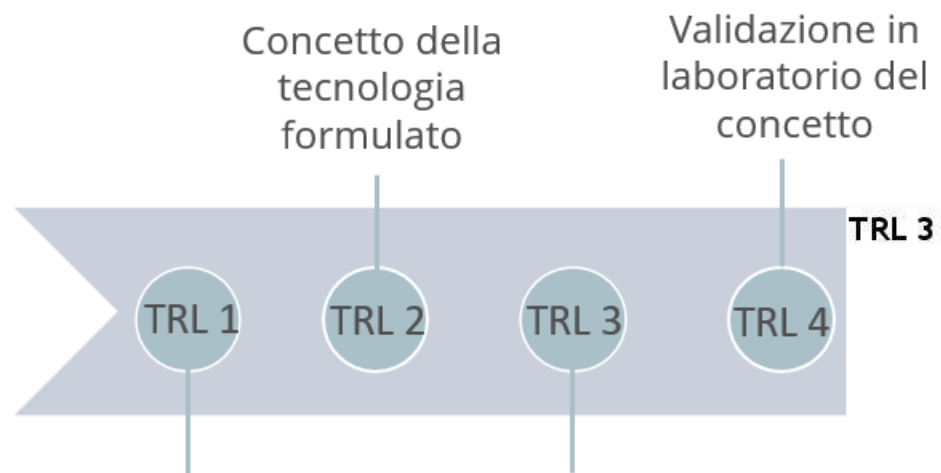 Concetto della
tecnologia
formulato
Validazione in
laboratorio del
concetto
TRL 3
TRL 1
TRL 2
TRL 3
TRL 4